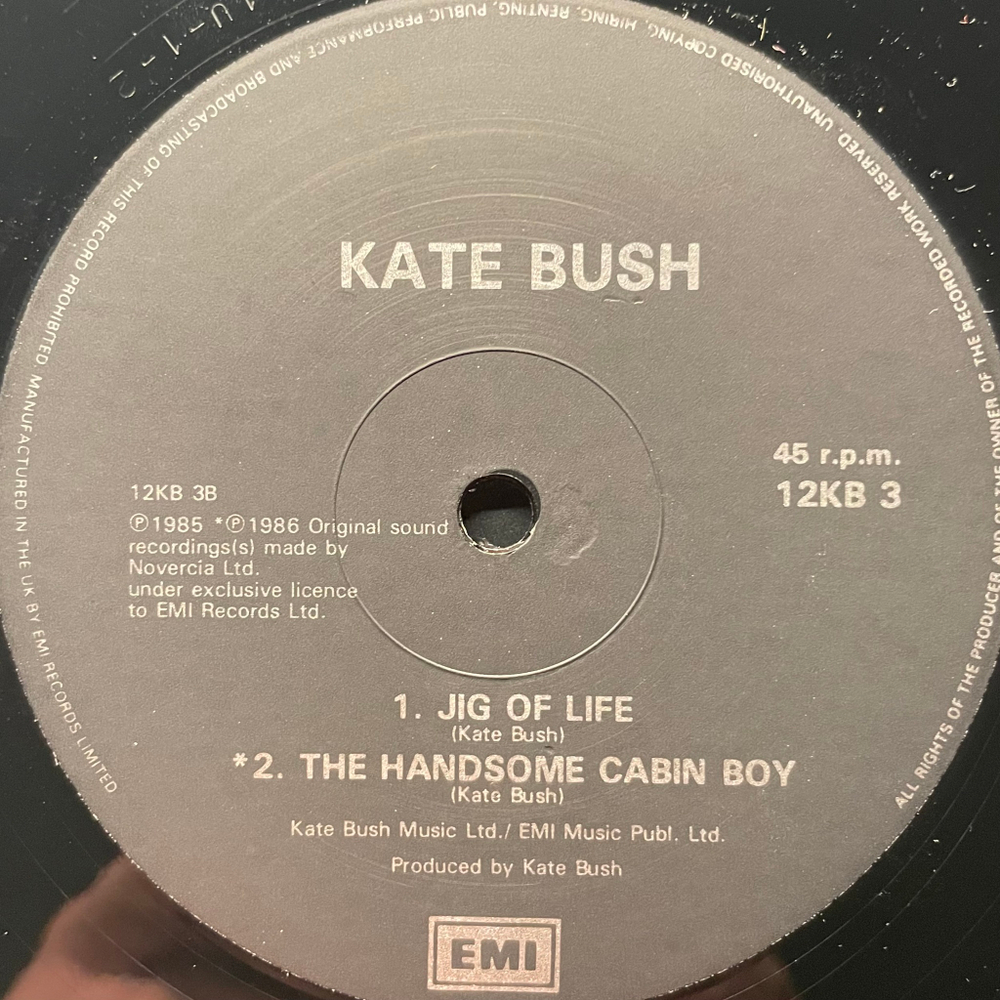 KATE BUSH
45 r.p.m.
12KB 3
12KB 3B
Ⓟ1985 *Ⓟ1986 Original sound
recordings(s) made by
Novercia Ltd.
under exclusive licence
to EMI Records Ltd.
1. JIG OF LIFE
(Kate Bush)
*2. THE HANDSOME CABIN BOY
(Kate Bush)
Kate Bush Music Ltd./ EMI Music Publ. Ltd.
Produced by Kate Bush
EMI
ALL RIGHTS OF THE PRODUCER AND OF THE OWNER OF THE RECORDED WORK RESERVED. UNAUTHORISED COPYING, HIRING, RENTING, PUBLIC PERFORMANCE AND BROADCASTING OF THIS RECORD PROHIBITED. MANUFACTURED IN THE UK BY EMI RECORDS LIMITED
U-1-2